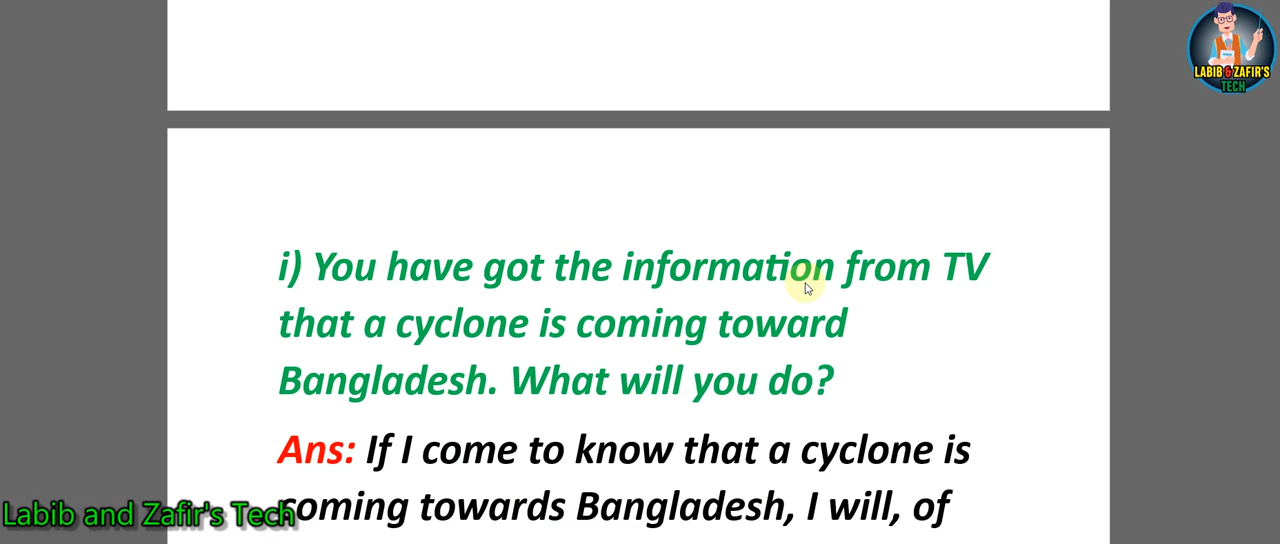 LABIB & ZAFIR'S
TECH
i) You have got the information from TV
that a cyclone is coming toward
Bangladesh. What will you do?
Ans: If I come to know that a cyclone is
coming towards Bangladesh, I will, of
Labib and Zafir's Tech